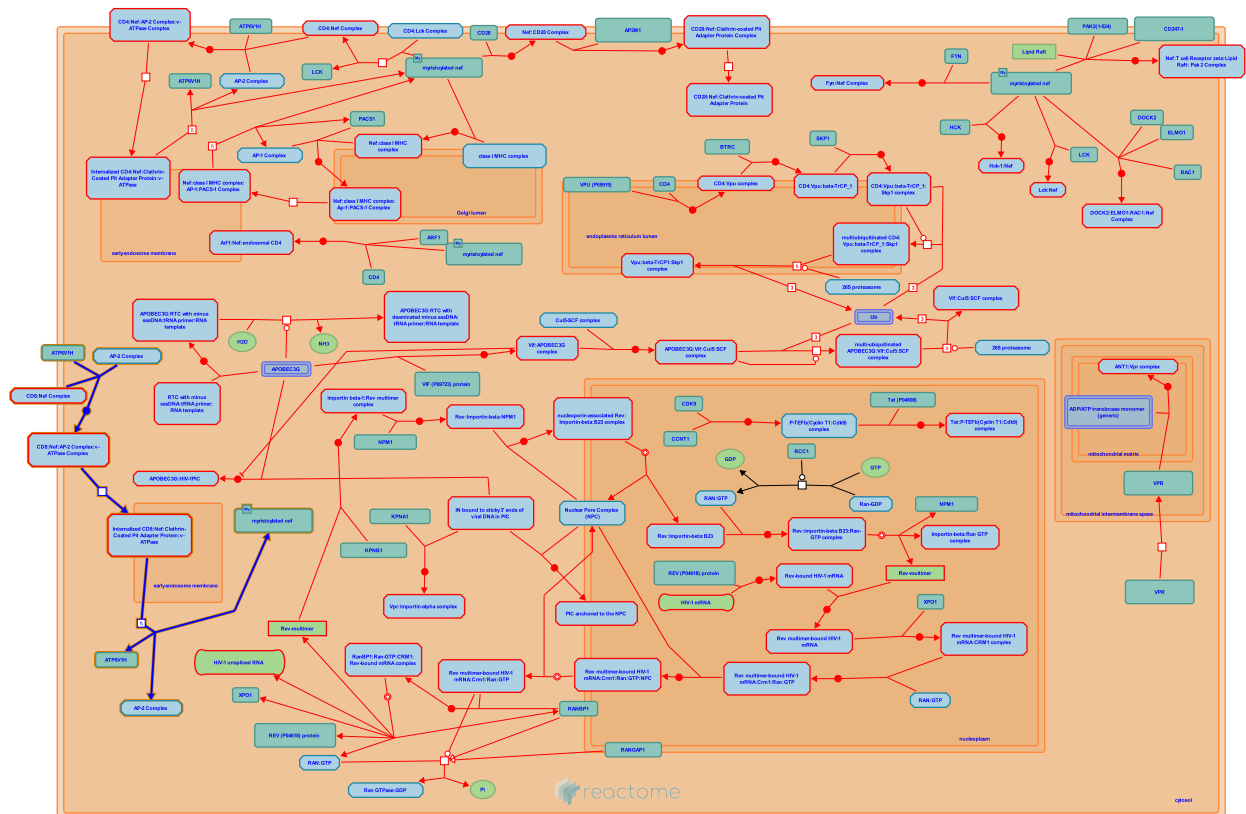 CD4:Nef:AP-2 Complex:v-
ATPase Complex
ATP6V1H
CD4:Nef Complex
CD4:Lck Complex
CD28
Nef:CD28 Complex
AP2M1
CD28:Nef:Clathrin-coated Pit
Adapter Protein Complex
PAK2(1-524)
CD247-1
Lipid Raft
Nef:T cell Receptor zeta Lipid
Raft: Pak 2 Complex
LCK
My
myristoylated nef
FYN
Fyn:Nef Complex
My
myristoylated nef
ATP6V1H
AP-2 Complex
CD28:Nef:Clathrin-coated Pit
Adapter Protein
PACS1
HCK
DOCK2
ELMO1
Nef:class I MHC
complex
AP-1 Complex
class I MHC complex
BTRC
SKP1
Hck-1:Nef
LCK
RAC1
Internalized CD4:Nef:Clathrin-
Coated Pit Adapter Protein:v-
ATPase
Nef:class I MHC complex:
AP-1:PACS-1 Complex
VPU (P05919)
CD4
CD4:Vpu complex
CD4:Vpu:beta-TrCP_1
CD4:Vpu:beta-TrCP_1:
Skp1 complex
Lck:Nef
Nef:class I MHC complex:
Ap-1:PACS-1 Complex
Golgi lumen
DOCK2:ELMO1:RAC1:Nef
Complex
early endosome membrane
Arf1:Nef:endosomal CD4
ARF1
My
myristoylated nef
CD4
endoplasmic reticulum lumen
multiubiquitinated CD4:
Vpu:beta-TrCP_1:Skp1
complex
Vpu:beta-TrCP1:Skp1
complex
26S proteasome
Vif:Cul5:SCF complex
Ub
APOBEC3G:RTC with minus
sssDNA:tRNA primer:RNA
template
APOBEC3G:RTC with
deaminated minus sssDNA:
tRNA primer:RNA template
H2O
NH3
Cul5-SCF complex
ATP6V1H
AP-2 Complex
APOBEC3G
Vif:APOBEC3G
complex
APOBEC3G:Vif:Cul5:SCF
complex
multi-ubiquitinated
APOBEC3G:Vif:Cul5:SCF
complex
26S proteasome
ANT1:Vpr complex
CD8:Nef Complex
RTC with minus
sssDNA:tRNA primer:
RNA template
VIF (P69723) protein
Importin beta-1:Rev multimer
complex
Rev:Importin-beta:NPM1
nucleoporin-associated Rev:
Importin-beta:B23 complex
CDK9
CCNT1
P-TEFb(Cyclin T1:Cdk9)
complex
Tat (P04608)
Tat:P-TEFb(Cyclin T1:Cdk9)
complex
ADP/ATP translocase monomer
(generic)
mitochondrial matrix
CD8:Nef:AP-2 Complex:v-
ATPase Complex
NPM1
RCC1
GDP
GTP
APOBEC3G:HIV-1 PIC
RAN:GTP
Ran-GDP
VPR
Internalized CD8:Nef:Clathrin-
Coated Pit Adapter Protein:v-
ATPase
My
myristoylated nef
IN bound to sticky 3' ends of
viral DNA in PIC
KPNA1
Nuclear Pore Complex
(NPC)
NPM1
mitochondrial intermembrane space
KPNB1
Rev:Importin-beta:B23
Rev:Importin-beta:B23:Ran-
GTP complex
Importin-beta:Ran GTP
complex
early endosome membrane
REV (P04618) protein
Rev-bound HIV-1 mRNA
Rev-multimer
VPR
Vpr:importin-alpha complex
HIV-1 mRNA
XPO1
PIC anchored to the NPC
Rev-multimer
Rev multimer-bound HIV-1
mRNA
Rev multimer-bound HIV-1
mRNA:CRM1 complex
ATP6V1H
HIV-1 unspliced RNA
RanBP1:Ran-GTP:CRM1:
Rev-bound mRNA complex
Rev multimer-bound HIV-1
mRNA:Crm1:Ran:GTP
Rev multimer-bound HIV-1
mRNA:Crm1:Ran:GTP:NPC
Rev multimer-bound HIV-1
mRNA:Crm1:Ran:GTP
AP-2 Complex
XPO1
RANBP1
RAN:GTP
REV (P04618) protein
nucleoplasm
RANGAP1
RAN:GTP
Ran GTPase:GDP
Pi
reactome
cytosol